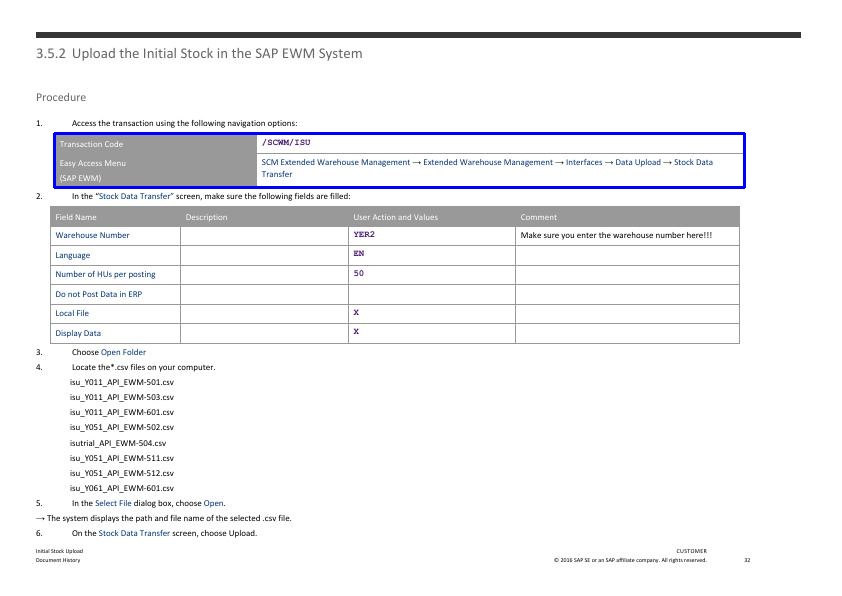 3.5.2 Upload the Initial Stock in the SAP EWM System
Procedure
1. Access the transaction using the following navigation options:
Transaction Code /SCWM/ISU
Easy Access Menu SCM Extended Warehouse Management → Extended Warehouse Management → Interfaces → Data Upload → Stock Data
(SAP EWM) Transfer
2. In the “Stock Data Transfer” screen, make sure the following fields are filled:
Field Name Description User Action and Values Comment
Warehouse Number YER2 Make sure you enter the warehouse number here!!!
Language EN
Number of HUs per posting 50
Do not Post Data in ERP
Local File X
Display Data X
3. Choose Open Folder
4. Locate the*.csv files on your computer.
isu_Y011_API_EWM-501.csv
isu_Y011_API_EWM-503.csv
isu_Y011_API_EWM-601.csv
isu_Y051_API_EWM-502.csv
isutrial_API_EWM-504.csv
isu_Y051_API_EWM-511.csv
isu_Y051_API_EWM-512.csv
isu_Y061_API_EWM-601.csv
5. In the Select File dialog box, choose Open.
→ The system displays the path and file name of the selected .csv file.
6. On the Stock Data Transfer screen, choose Upload.
Initial Stock Upload CUSTOMER
Document History © 2016 SAP SE or an SAP affiliate company. All rights reserved. 32